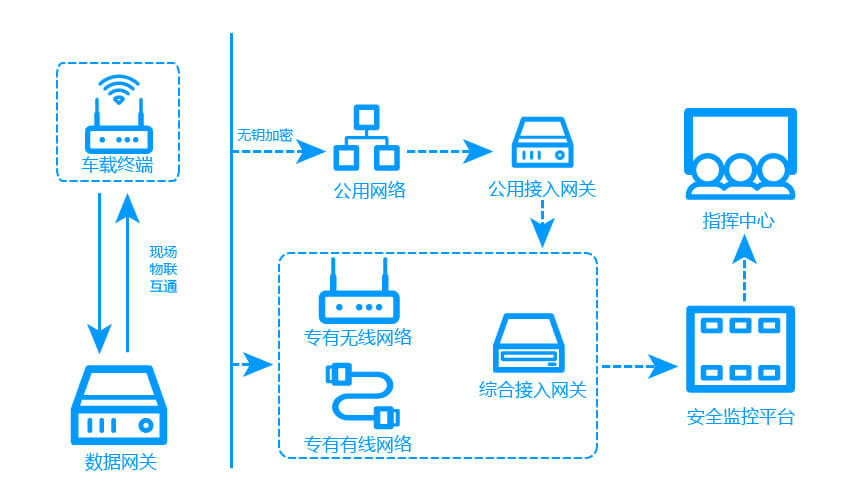 车载终端
现场
物联
互通
数据网关
无钥加密
公用网络
公用接入网关
专有无线网络
专有有线网络
综合接入网关
指挥中心
安全监控平台